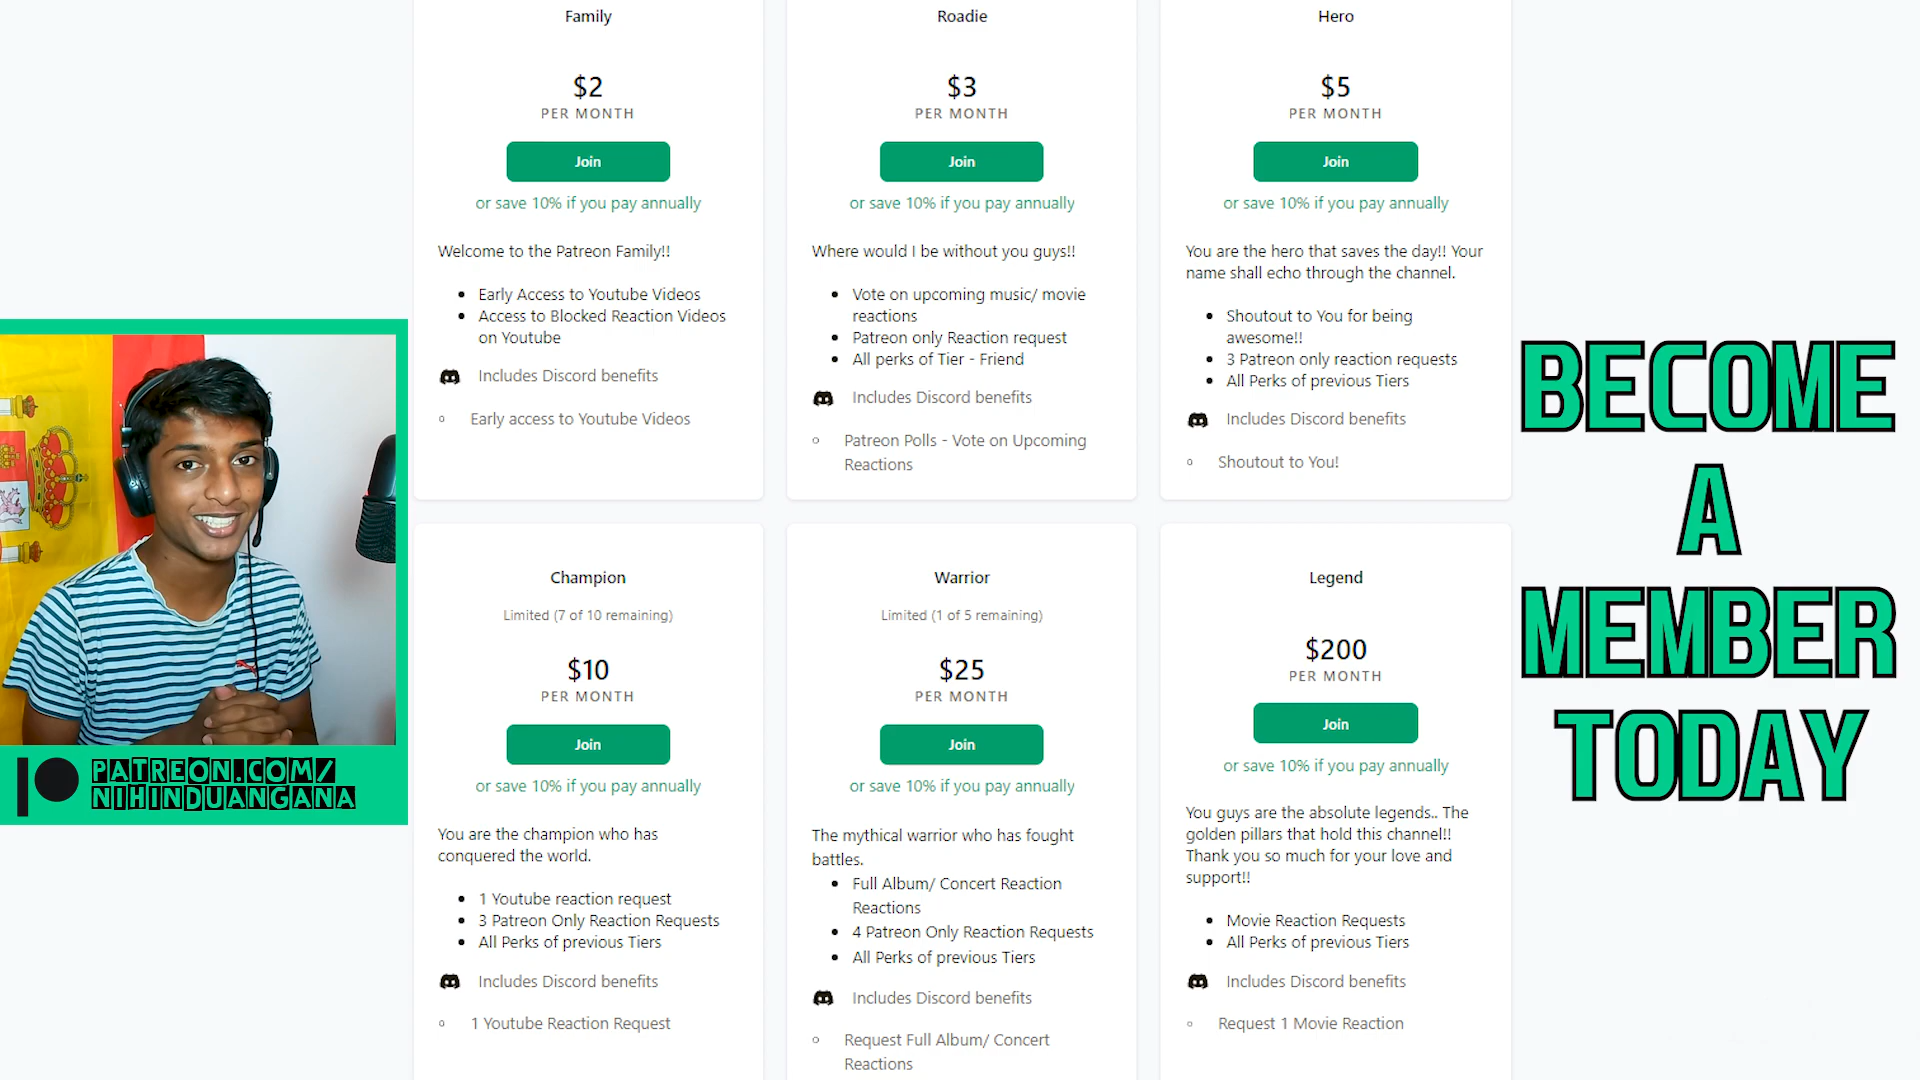 Family
$2
PER MONTH
Join
or save 10% if you pay annually
Welcome to the Patreon Family!!
Early Access to Youtube Videos
Access to Blocked Reaction Videos
on Youtube
Includes Discord benefits
Early access to Youtube Videos
Roadie
$3
PER MONTH
Join
or save 10% if you pay annually
Where would I be without you guys!!
Vote on upcoming music/ movie
reactions
Patreon only Reaction request
All perks of Tier - Friend
Includes Discord benefits
Patreon Polls - Vote on Upcoming
Reactions
Hero
$5
PER MONTH
Join
or save 10% if you pay annually
You are the hero that saves the day!! Your
name shall echo through the channel.
Shoutout to You for being
awesome!!
3 Patreon only reaction requests
All Perks of previous Tiers
Includes Discord benefits
Shoutout to You!
Champion
Limited (7 of 10 remaining)
$10
PER MONTH
Join
or save 10% if you pay annually
You are the champion who has
conquered the world.
1 Youtube reaction request
3 Patreon Only Reaction Requests
All Perks of previous Tiers
Includes Discord benefits
1 Youtube Reaction Request
Warrior
Limited (1 of 5 remaining)
$25
PER MONTH
Join
or save 10% if you pay annually
The mythical warrior who has fought
battles.
Full Album/ Concert Reaction
Reactions
4 Patreon Only Reaction Requests
All Perks of previous Tiers
Includes Discord benefits
Request Full Album/ Concert
Reactions
Legend
$200
PER MONTH
Join
or save 10% if you pay annually
You guys are the absolute legends.. The
golden pillars that hold this channel!!
Thank you so much for your love and
support!!
Movie Reaction Requests
All Perks of previous Tiers
Includes Discord benefits
Request 1 Movie Reaction
PATREON.COM/
NIHINDUANGANA
BECOME
A
MEMBER
TODAY